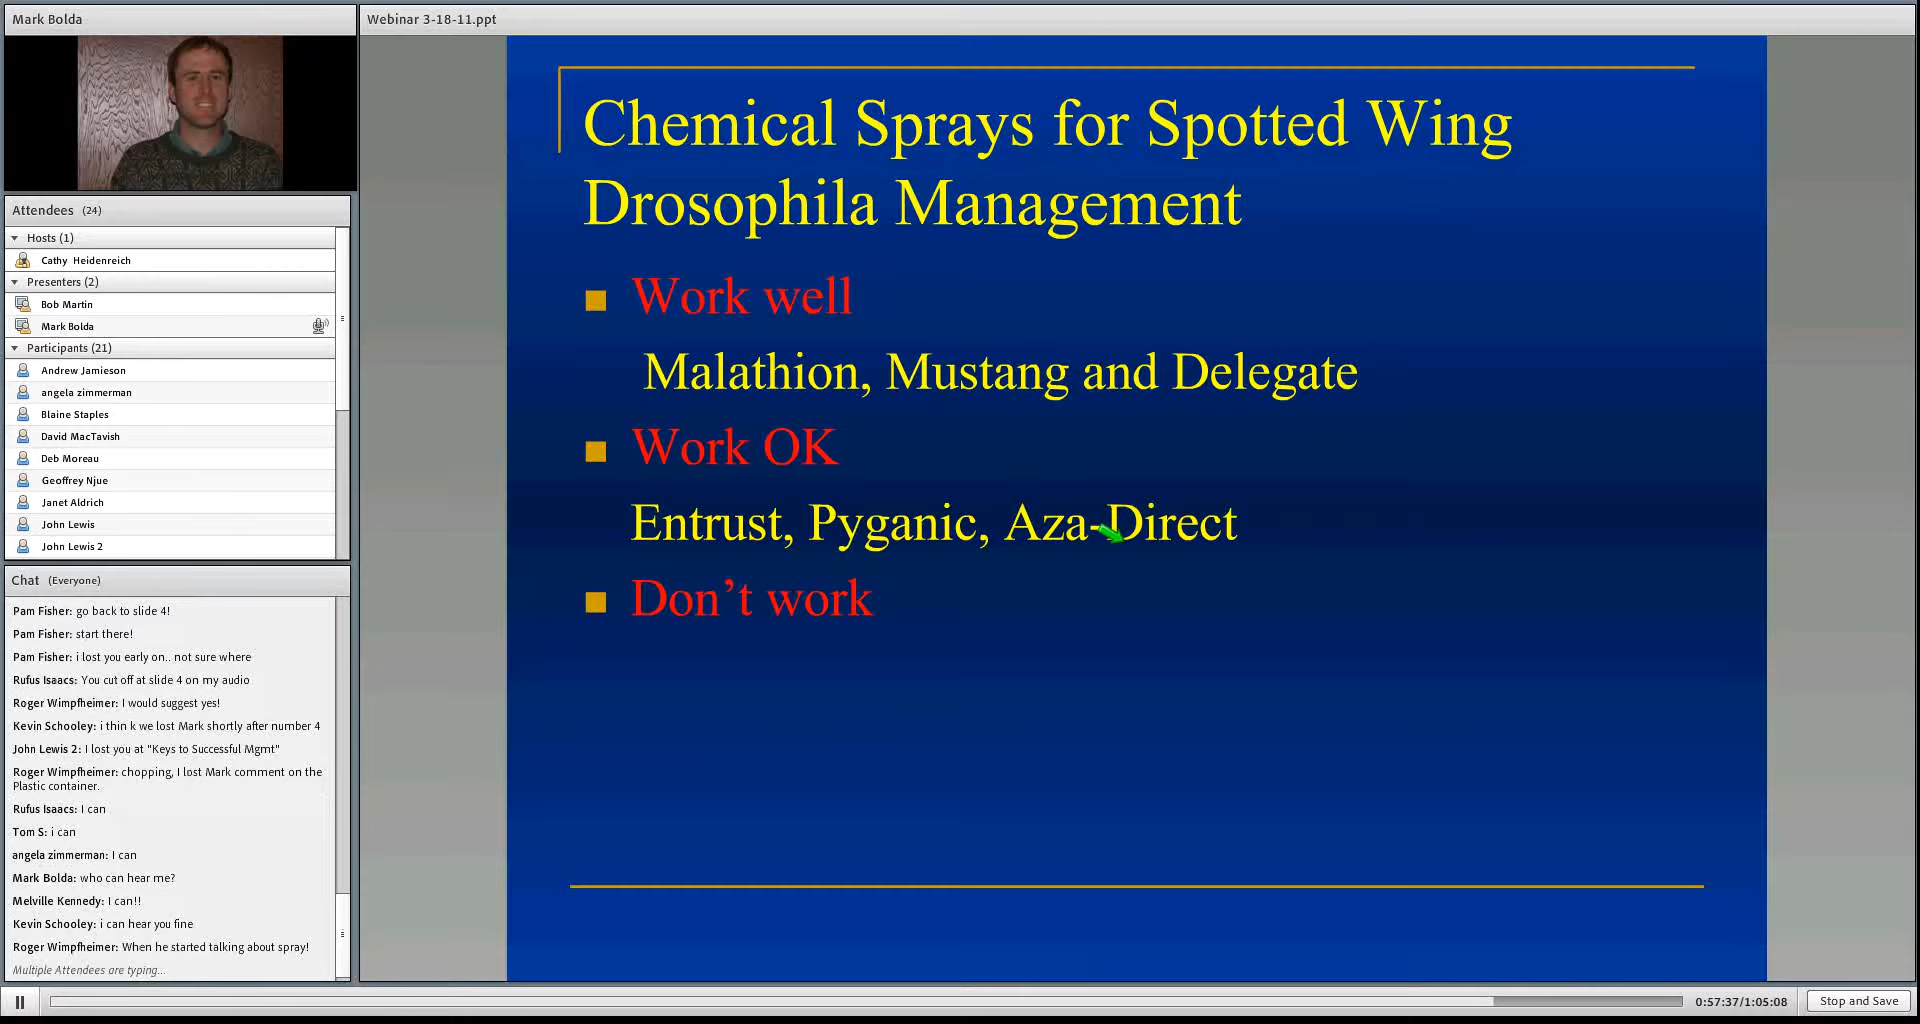 Mark Bolda
Webinar 3-18-11.ppt
Attendees (24)
Hosts (1)
Cathy Heidenreich
Presenters (2)
Bob Martin
Mark Bolda
Participants (21)
Andrew Jamieson
angela zimmerman
Blaine Staples
David MacTavish
Deb Moreau
Geoffrey Njue
Janet Aldrich
John Lewis
John Lewis 2
Chat (Everyone)
Pam Fisher: go back to slide 4!
Pam Fisher: start there!
Pam Fisher: i lost you early on.. not sure where
Rufus Isaacs: You cut off at slide 4 on my audio
Roger Wimpfheimer: I would suggest yes!
Kevin Schooley: i thin k we lost Mark shortly after number 4
John Lewis 2: I lost you at "Keys to Successful Mgmt"
Roger Wimpfheimer: chopping, I lost Mark comment on the
Plastic container.
Rufus Isaacs: I can
Tom S: i can
angela zimmerman: I can
Mark Bolda: who can hear me?
Melville Kennedy: I can!!
Kevin Schooley: i can hear you fine
Roger Wimpfheimer: When he started talking about spray!
Multiple Attendees are typing...
Chemical Sprays for Spotted Wing
Drosophila Management
Work well
Malathion, Mustang and Delegate
Work OK
Entrust, Pyganic, Aza-Direct
Don’t work
0:57:37/1:05:08
Stop and Save